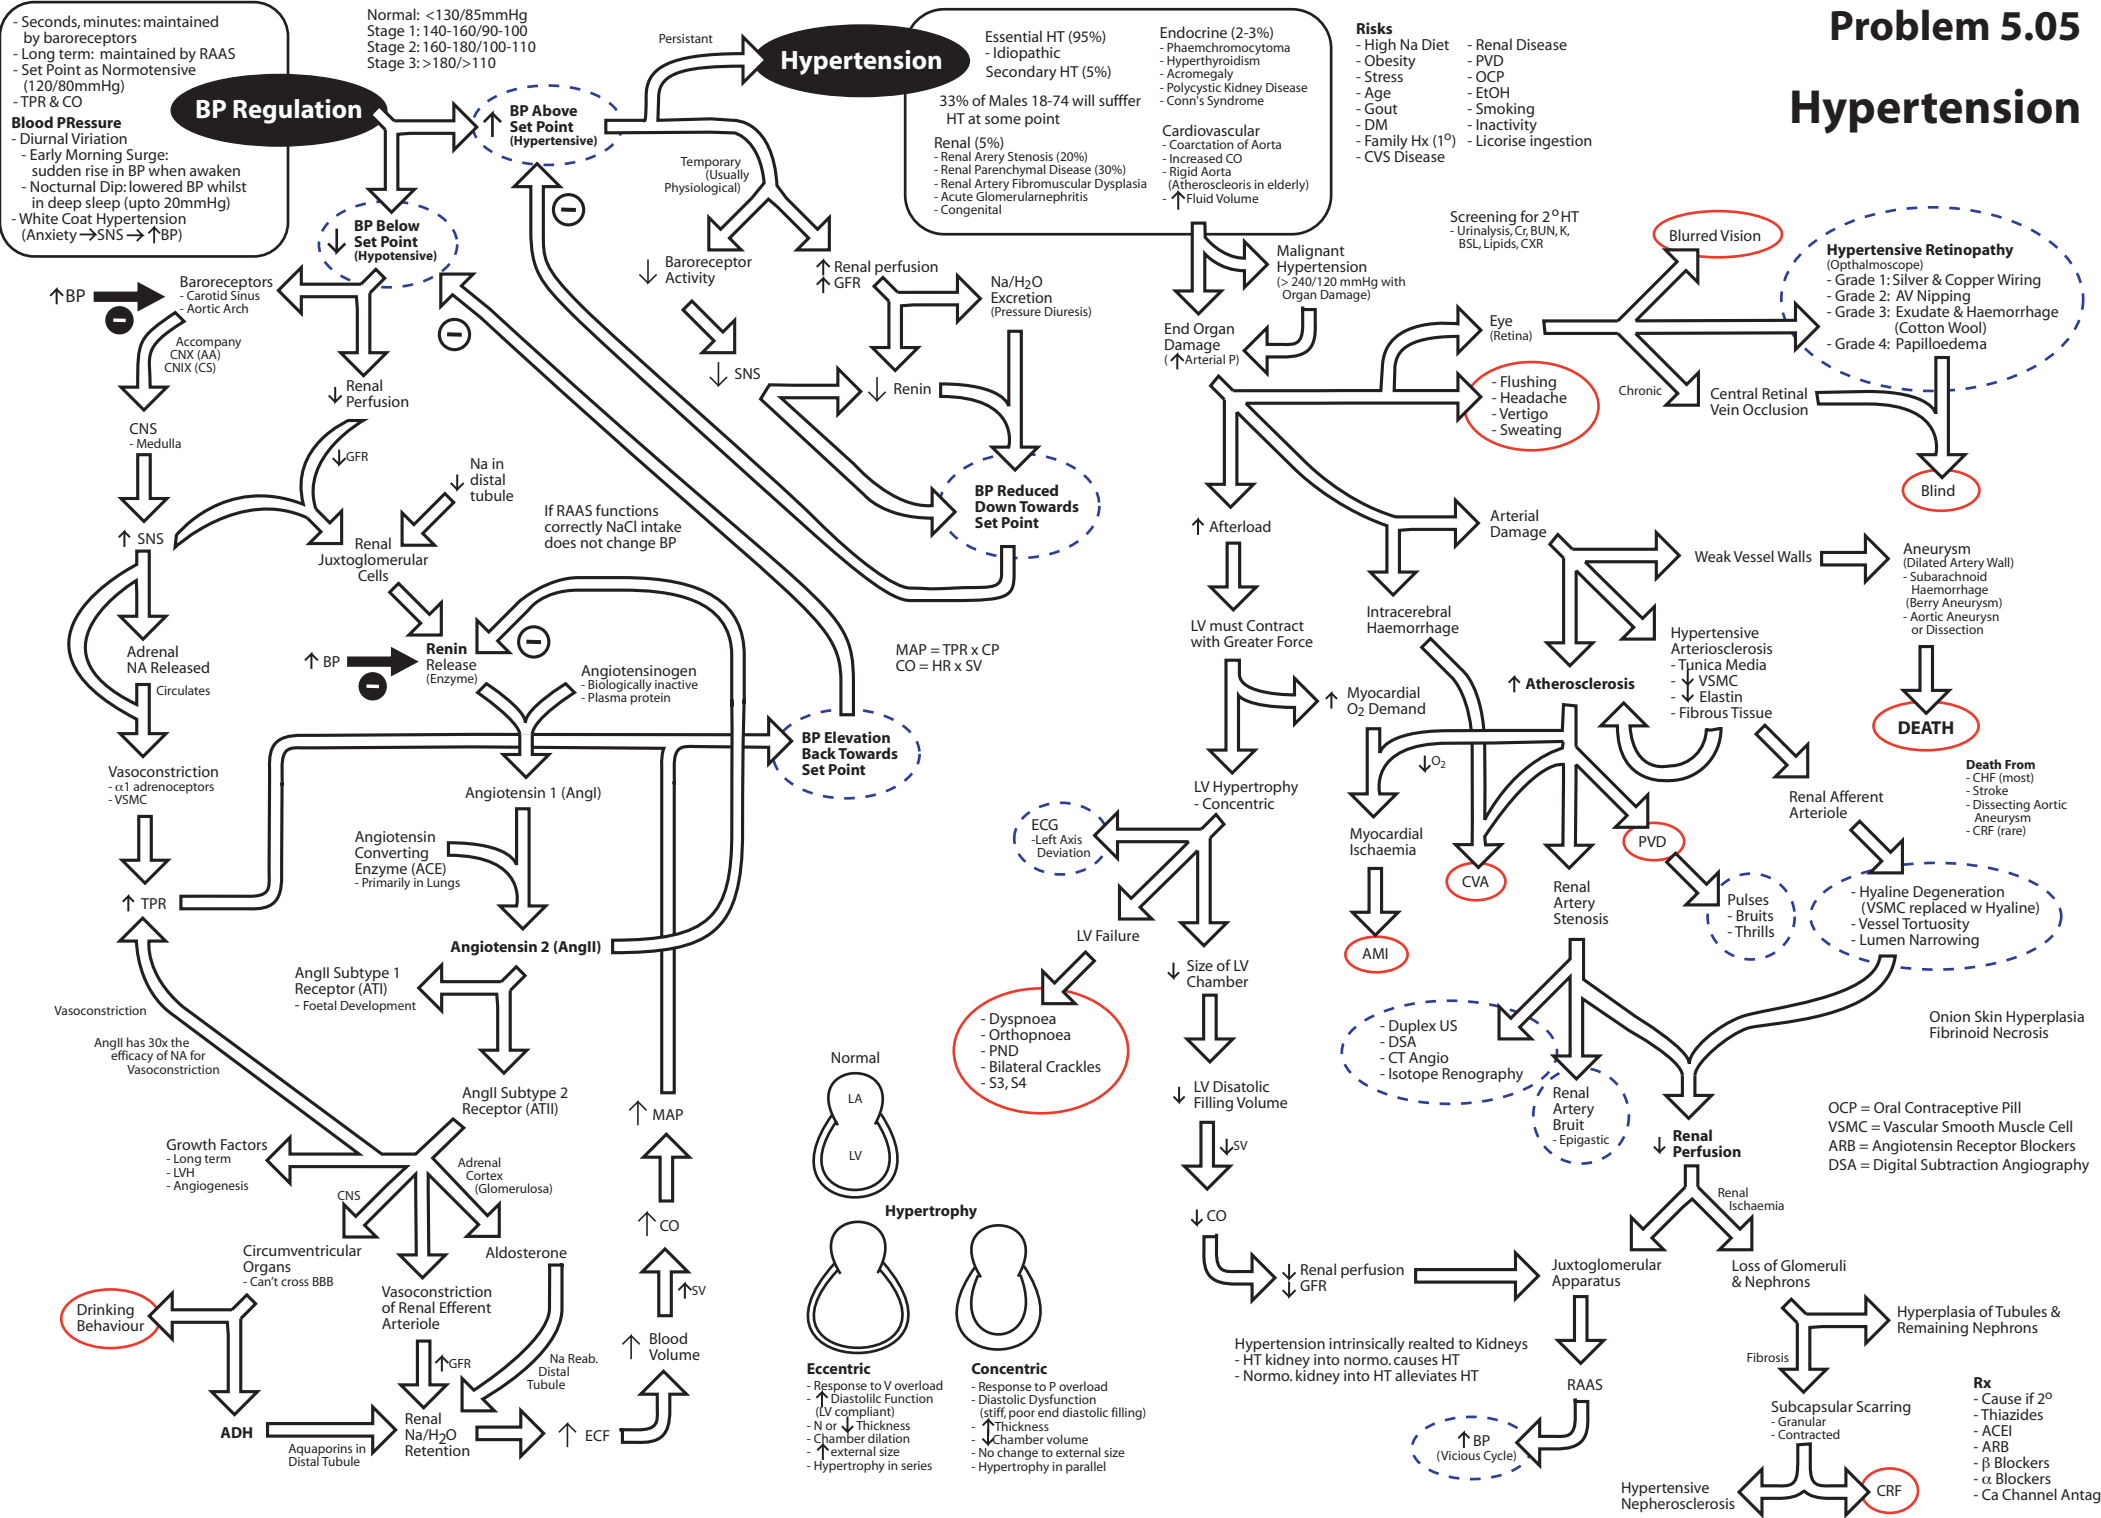 Problem 5.05
Hypertension
- Seconds, minutes: maintained
by baroreceptors
- Long term: maintained by RAAS
- Set Point as Normotensive
(120/80mmHg)
- TPR & CO
Blood PRessure
- Diurnal Viriation
- Early Morning Surge:
sudden rise in BP when awaken
- Nocturnal Dip: lowered BP whilst
in deep sleep (upto 20mmHg)
- White Coat Hypertension
(Anxiety →SNS → ↑BP)
BP Regulation
Normal: <130/85mmHg
Stage 1: 140-160/90-100
Stage 2: 160-180/100-110
Stage 3: >180/>110
↑ BP Above
Set Point
(Hypertensive)
Persistant
Hypertension
Essential HT (95%)
- Idiopathic
Secondary HT (5%)
33% of Males 18-74 will sufffer
HT at some point
Renal (5%)
- Renal Arery Stenosis (20%)
- Renal Parenchymal Disease (30%)
- Renal Artery Fibromuscular Dysplasia
- Acute Glomerularnephritis
- Congenital
Endocrine (2-3%)
- Phaemchromocytoma
- Hyperthyroidism
- Acromegaly
- Polycystic Kidney Disease
- Conn's Syndrome
Cardiovascular
- Coarctation of Aorta
- Increased CO
- Rigid Aorta
(Atheroscleoris in elderly)
- ↑Fluid Volume
Risks
- High Na Diet
- Obesity
- Stress
- Age
- Gout
- DM
- Family Hx (1º)
- CVS Disease
- Renal Disease
- PVD
- OCP
- EtOH
- Smoking
- Inactivity
- Licorise ingestion
Temporary
(Usually
Physiological)
↓ BP Below
Set Point
(Hypotensive)
↓ Baroreceptor
Activity
↑ Renal perfusion
↑ GFR
Na/H2O
Excretion
(Pressure Diuresis)
↓ SNS
↓ Renin
BP Reduced
Down Towards
Set Point
↑BP
Baroreceptors
- Carotid Sinus
- Aortic Arch
Accompany
CNX (AA)
CNIX (CS)
CNS
- Medulla
↑ SNS
Adrenal
NA Released
Circulates
Vasoconstriction
- α1 adrenoceptors
- VSMC
↑ TPR
↓ Renal
Perfusion
↓GFR
↓ Na in
distal
tubule
Renal
Juxtoglomerular
Cells
If RAAS functions
correctly NaCl intake
does not change BP
↑ BP
Renin
Release
(Enzyme)
Angiotensinogen
- Biologically inactive
- Plasma protein
MAP = TPR x CP
CO = HR x SV
BP Elevation
Back Towards
Set Point
Angiotensin 1 (AngI)
Angiotensin
Converting
Enzyme (ACE)
- Primarily in Lungs
Angiotensin 2 (AngII)
AngII Subtype 1
Receptor (ATI)
- Foetal Development
AngII Subtype 2
Receptor (ATII)
Vasoconstriction
AngII has 30x the
efficacy of NA for
Vasoconstriction
Growth Factors
- Long term
- LVH
- Angiogenesis
CNS
Adrenal
Cortex
(Glomerulosa)
Circumventricular
Organs
- Can't cross BBB
Aldosterone
Drinking
Behaviour
Vasoconstriction
of Renal Efferent
Arteriole
↑GFR
Na Reab.
Distal
Tubule
ADH
Aquaporins in
Distal Tubule
Renal
Na/H2O
Retention
↑ ECF
↑ Blood
Volume
↑SV
↑ CO
↑ MAP
Normal
LA
LV
Hypertrophy
Eccentric
- Response to V overload
- ↑ Diastolilc Function
(LV compliant)
- N or ↓ Thickness
- Chamber dilation
- ↑external size
- Hypertrophy in series
Concentric
- Response to P overload
- Diastolic Dysfunction
(stiff, poor end diastolic filling)
- ↑Thickness
- ↓Chamber volume
- No change to external size
- Hypertrophy in parallel
Malignant
Hypertension
(> 240/120 mmHg with
Organ Damage)
End Organ
Damage
(↑Arterial P)
Screening for 2º HT
- Urinalysis, Cr, BUN, K,
BSL, Lipids, CXR
Eye
(Retina)
- Flushing
- Headache
- Vertigo
- Sweating
Blurred Vision
Hypertensive Retinopathy
(Opthalmoscope)
- Grade 1: Silver & Copper Wiring
- Grade 2: AV Nipping
- Grade 3: Exudate & Haemorrhage
(Cotton Wool)
- Grade 4: Papilloedema
Chronic
Central Retinal
Vein Occlusion
Blind
↑ Afterload
LV must Contract
with Greater Force
↑ Myocardial
O2 Demand
LV Hypertrophy
- Concentric
ECG
-Left Axis
Deviation
LV Failure
- Dyspnoea
- Orthopnoea
- PND
- Bilateral Crackles
- S3, S4
↓ Size of LV
Chamber
↓ LV Disatolic
Filling Volume
↓SV
↓ CO
↓ Renal perfusion
↓ GFR
Arterial
Damage
Intracerebral
Haemorrhage
Weak Vessel Walls
Aneurysm
(Dilated Artery Wall)
- Subarachnoid
Haemorrhage
(Berry Aneurysm)
- Aortic Aneurysn
or Dissection
DEATH
Death From
- CHF (most)
- Stroke
- Dissecting Aortic
Aneurysm
- CRF (rare)
Hypertensive
Arteriosclerosis
- Tunica Media
- ↓ VSMC
- ↓ Elastin
- Fibrous Tissue
↑ Atherosclerosis
↓O2
Myocardial
Ischaemia
AMI
CVA
PVD
Pulses
- Bruits
- Thrills
Renal Afferent
Arteriole
- Hyaline Degeneration
(VSMC replaced w Hyaline)
- Vessel Tortuosity
- Lumen Narrowing
Renal
Artery
Stenosis
- Duplex US
- DSA
- CT Angio
- Isotope Renography
Renal
Artery
Bruit
- Epigastic
Onion Skin Hyperplasia
Fibrinoid Necrosis
OCP = Oral Contraceptive Pill
VSMC = Vascular Smooth Muscle Cell
ARB = Angiotensin Receptor Blockers
DSA = Digital Subtraction Angiography
↓ Renal
Perfusion
Renal
Ischaemia
Juxtoglomerular
Apparatus
Loss of Glomeruli
& Nephrons
Hyperplasia of Tubules &
Remaining Nephrons
Fibrosis
Subcapsular Scarring
- Granular
- Contracted
Hypertensive
Nepherosclerosis
CRF
Hypertension intrinsically realted to Kidneys
- HT kidney into normo. causes HT
- Normo. kidney into HT alleviates HT
RAAS
↑ BP
(Vicious Cycle)
Rx
- Cause if 2º
- Thiazides
- ACEI
- ARB
- β Blockers
- α Blockers
- Ca Channel Antag